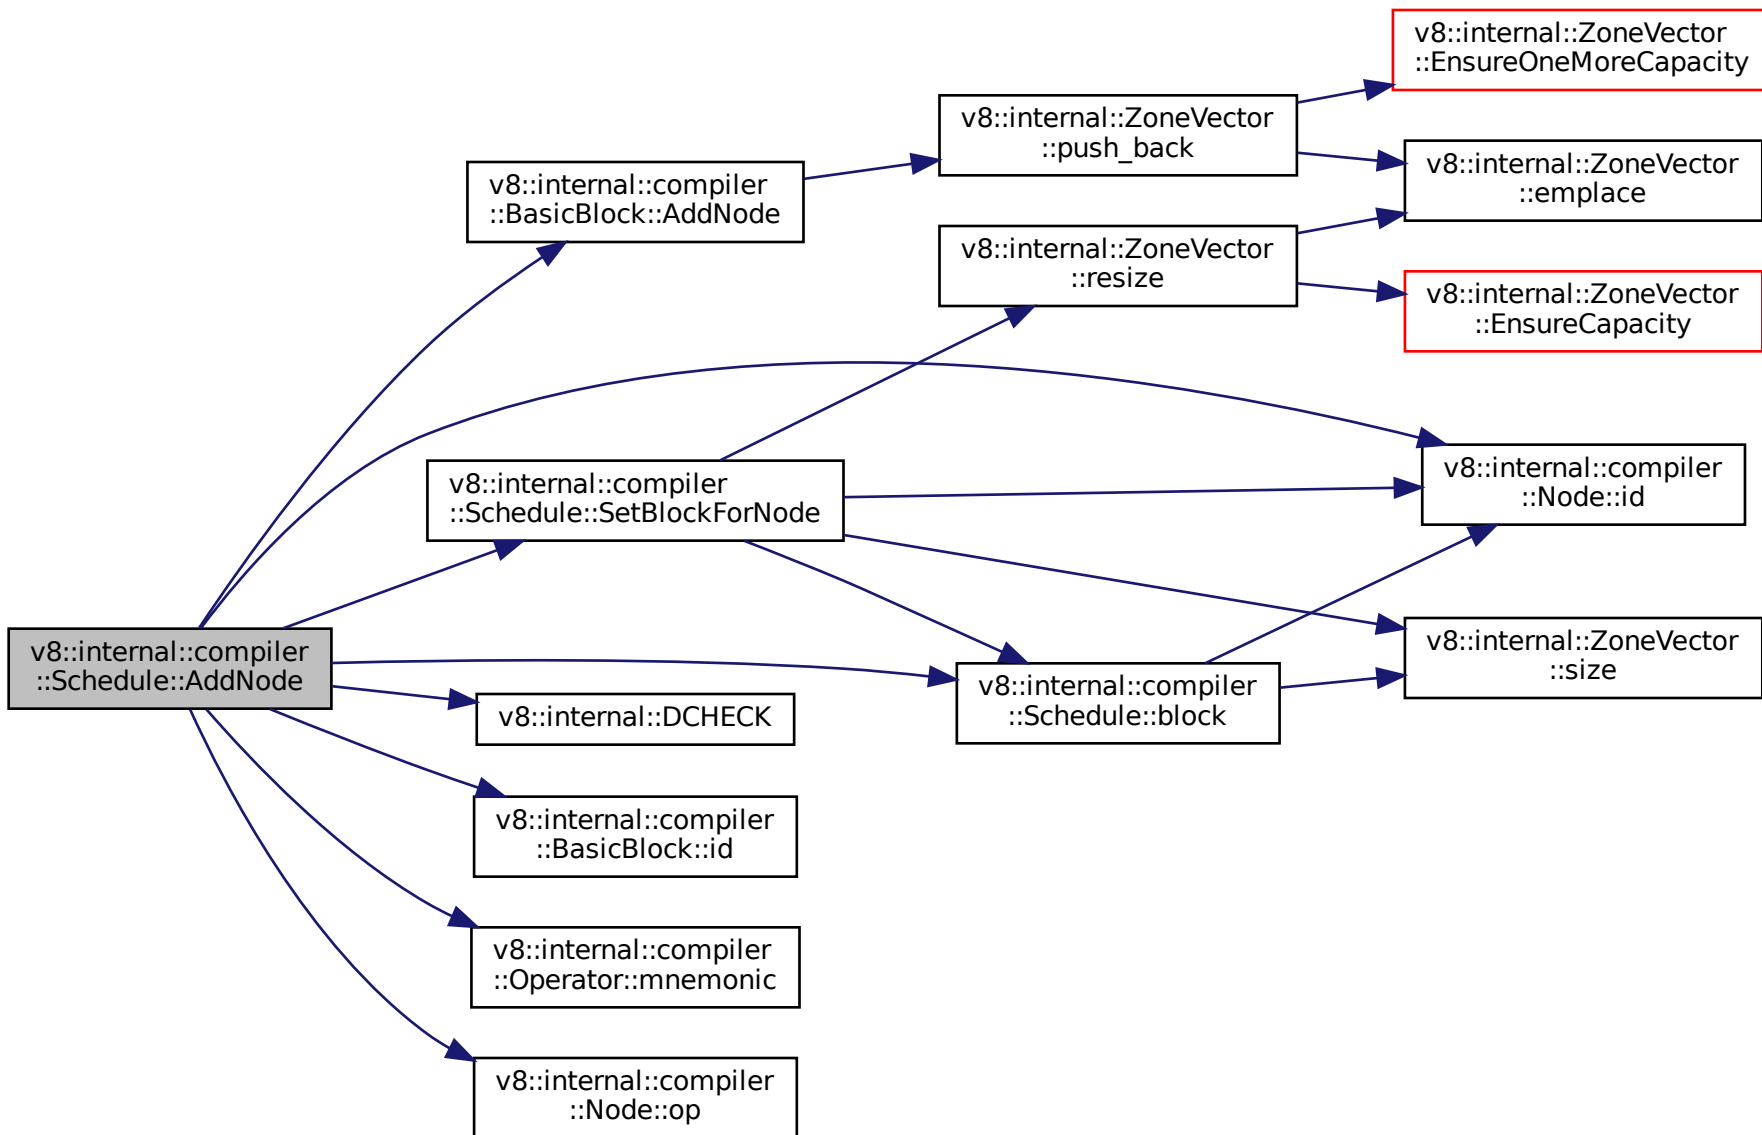 v8::internal::compiler
::Schedule::AddNode
v8::internal::compiler
::BasicBlock::AddNode
v8::internal::ZoneVector
::push_back
v8::internal::ZoneVector
::EnsureOneMoreCapacity
v8::internal::ZoneVector
::emplace
v8::internal::ZoneVector
::resize
v8::internal::ZoneVector
::EnsureCapacity
v8::internal::compiler
::Schedule::SetBlockForNode
v8::internal::compiler
::Node::id
v8::internal::ZoneVector
::size
v8::internal::compiler
::Schedule::block
v8::internal::DCHECK
v8::internal::compiler
::BasicBlock::id
v8::internal::compiler
::Operator::mnemonic
v8::internal::compiler
::Node::op